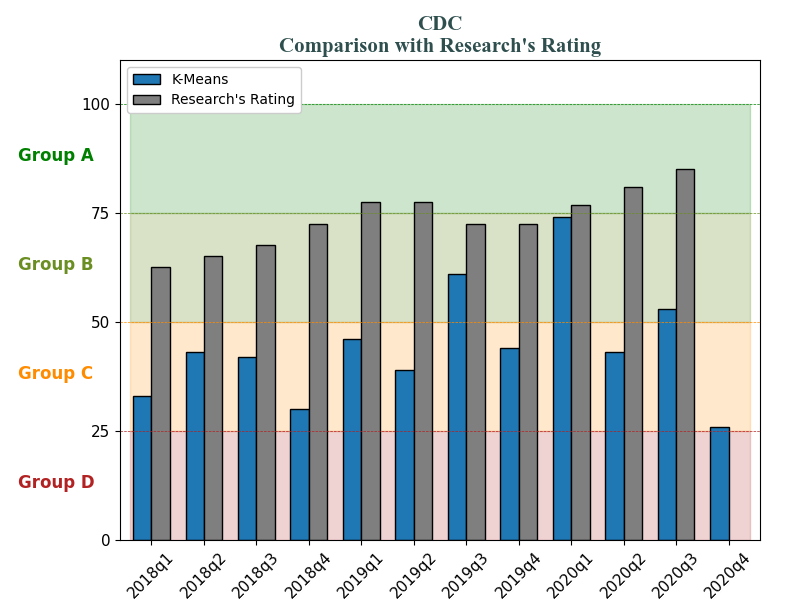 CDC
Comparison with Research's Rating
K-Means
Research's Rating
100
Group A
75
Group B
50
Group C
25
Group D
0
2018q1 2018q2 2018q3 2018q4 2019q1 2019q2 2019q3 2019q4 2020q1 2020q2 2020q3 2020q4